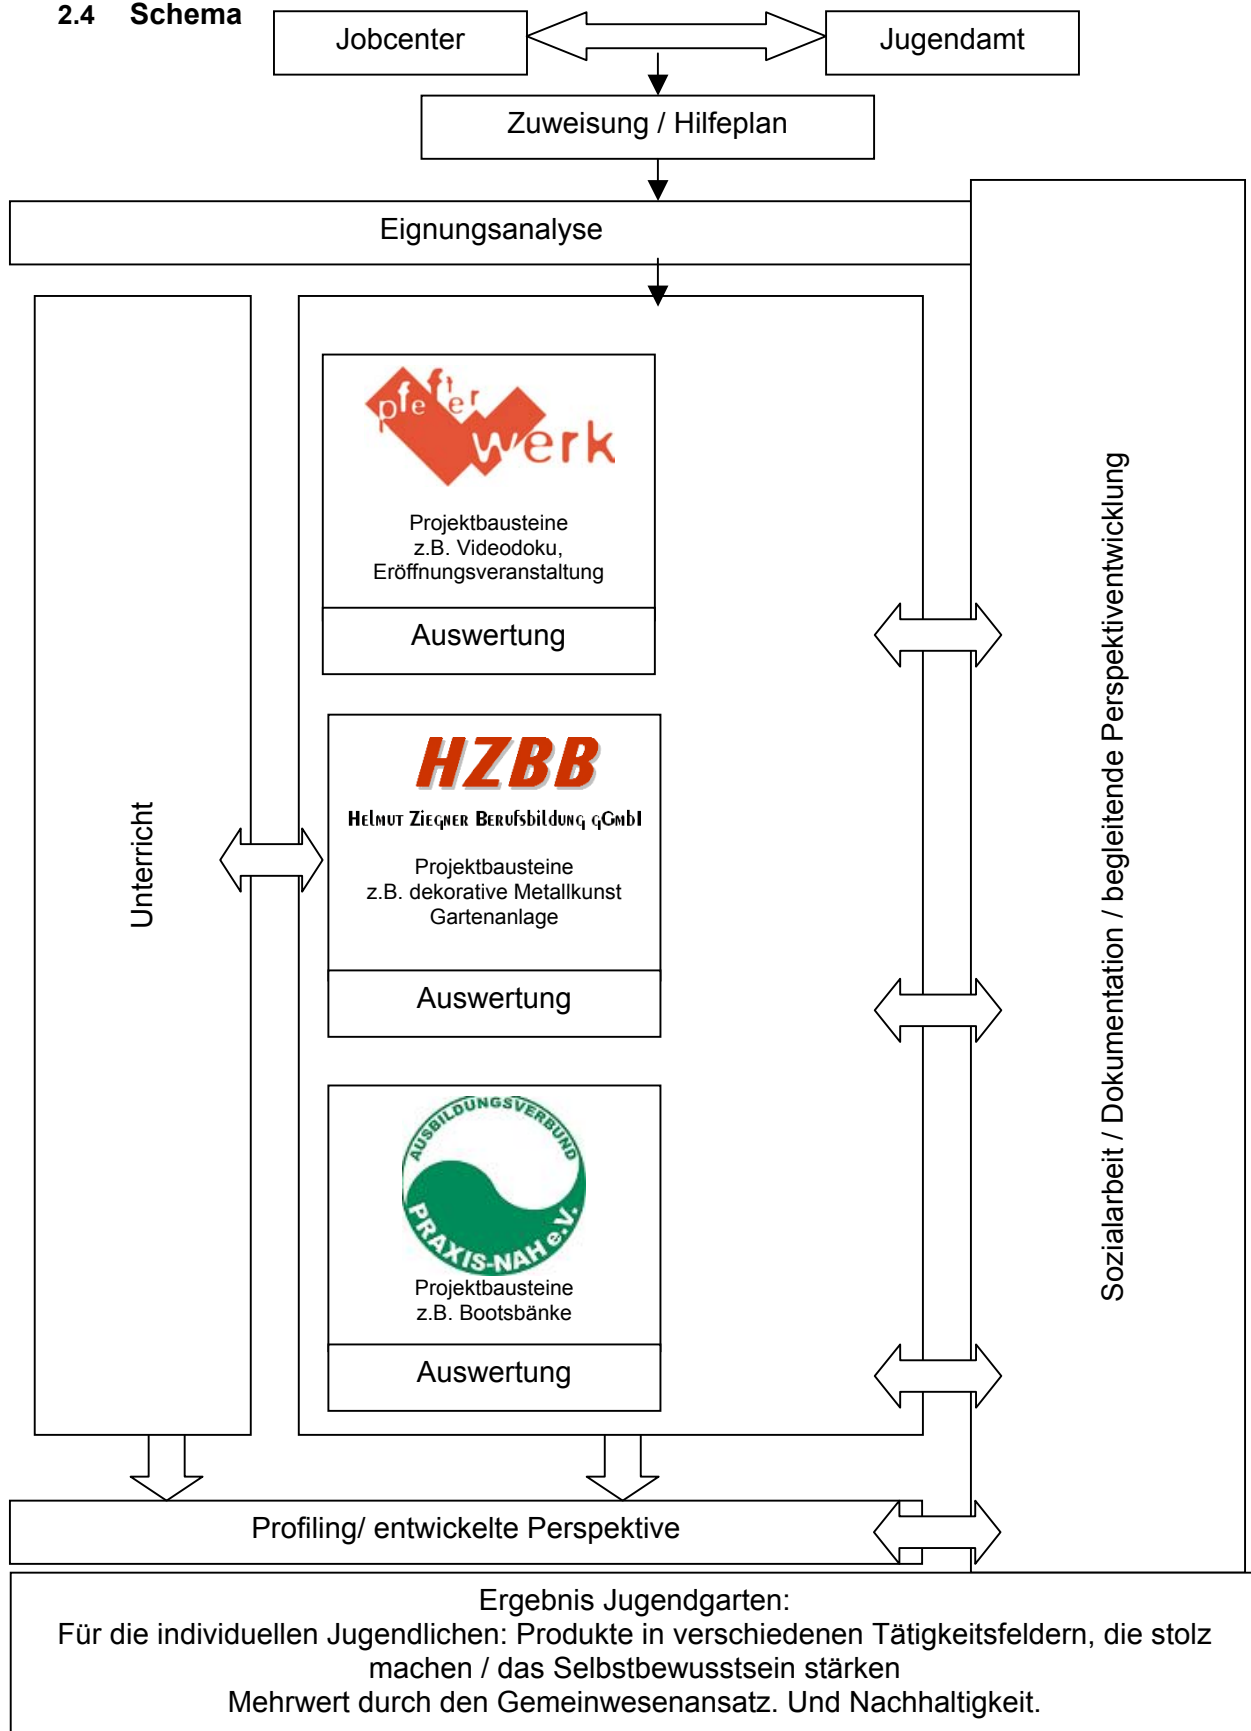 2.4 Schema
Jobcenter
Jugendamt
Zuweisung / Hilfeplan
Eignungsanalyse
Unterricht
pfeffer
werk
Projektbausteine
z.B. Videodoku,
Eröffnungsveranstaltung
Auswertung
HZBB
Helmut Ziegner Berufsbildung gGmbH
Projektbausteine
z.B. dekorative Metallkunst
Gartenanlage
Auswertung
AUSBILDUNGSVERBUND
PRAXIS-NAH e.V.
Projektbausteine
z.B. Bootsbänke
Auswertung
Sozialarbeit / Dokumentation / begleitende Perspektiventwicklung
Profiling/ entwickelte Perspektive
Ergebnis Jugendgarten:
Für die individuellen Jugendlichen: Produkte in verschiedenen Tätigkeitsfeldern, die stolz
machen / das Selbstbewusstsein stärken
Mehrwert durch den Gemeinwesenansatz. Und Nachhaltigkeit.